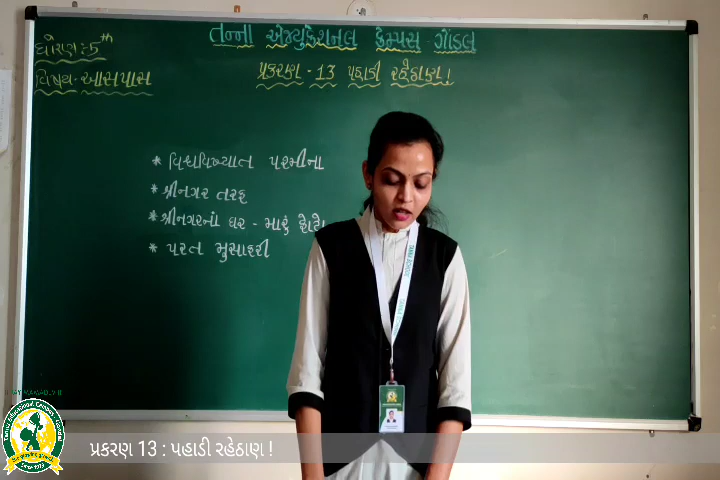 તન્ના એજ્યુકેશનલ કેમ્પસ - ગોંડલ
ધોરણ:-5th
વિષય- આસપાસ
પ્રકરણ - 13 પહાડી રહેઠાણ!
* વિશ્વવિખ્યાત પશ્મીના
* શ્રીનગર તરફ
* શ્રીનગરનાં ઘર - મારું ફોટો
* પરત મુસાફરી
પ્રકરણ 13 : પહાડી રહેઠાણ !